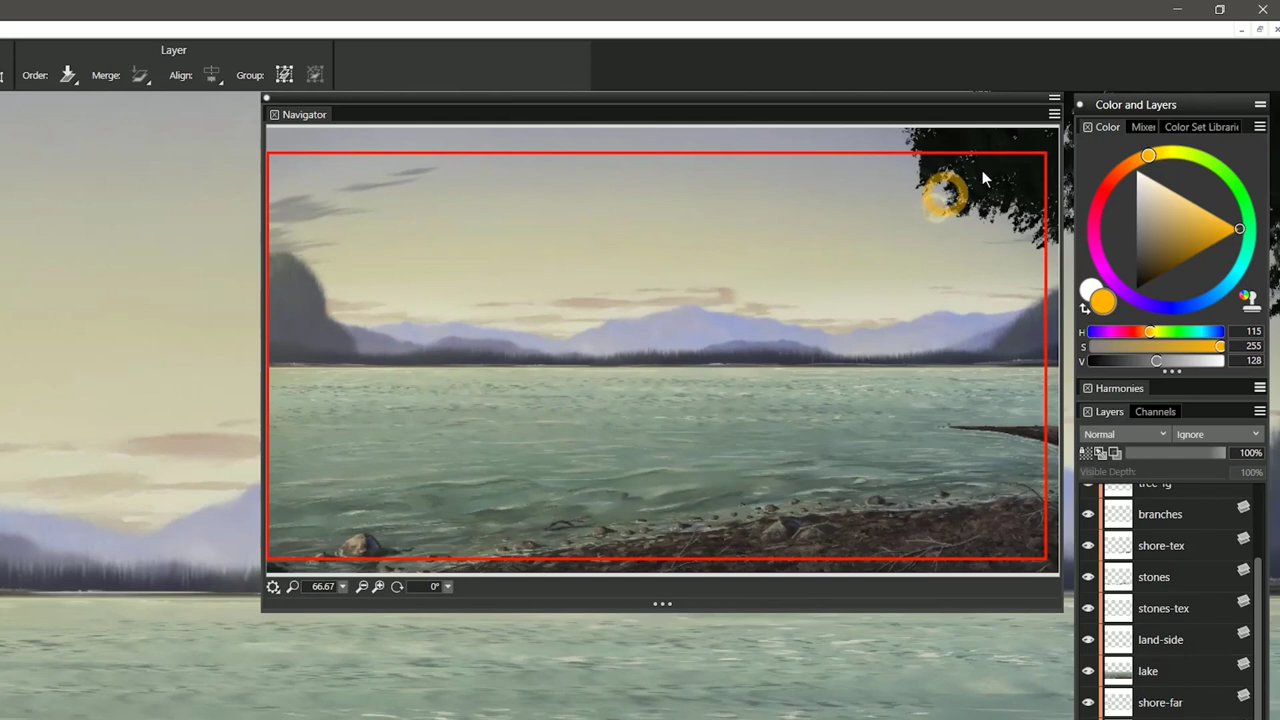 Layer
Order: Merge: Align: Group:
Navigator
66.67
0°
Color and Layers
Color Mixer Color Set Librari
H 115
S 255
V 128
Harmonies
Layers Channels
Normal Ignore
100%
Visible Depth: 100%
branches
shore-tex
stones
stones-tex
land-side
lake
shore-far